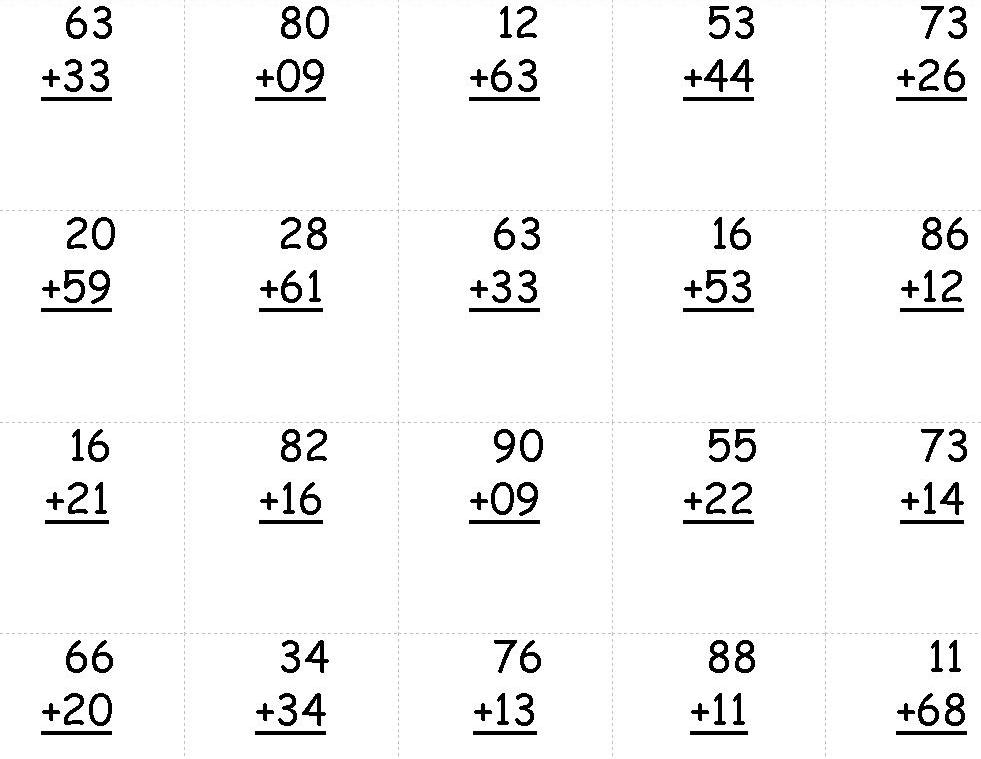 63 80 12 53 73
+33 +09 +63 +44 +26
20 28 63 16 86
+59 +61 +33 +53 +12
16 82 90 55 73
+21 +16 +09 +22 +14
66 34 76 88 11
+20 +34 +13 +11 +68